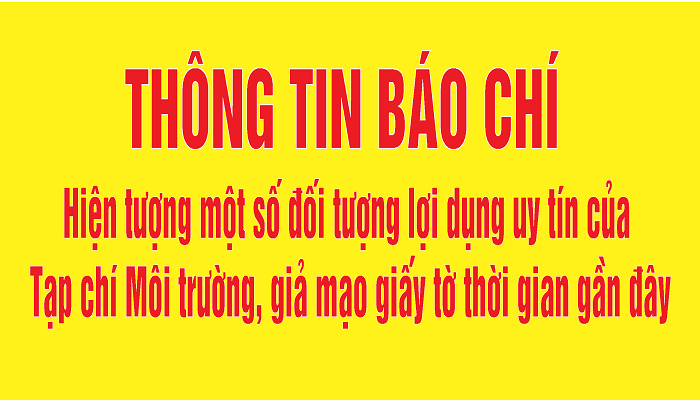 THÔNG TIN BÁO CHÍ
Hiện tượng một số đối tượng lợi dụng uy tín của
Tạp chí Môi trường, giả mạo giấy tờ thời gian gần đây